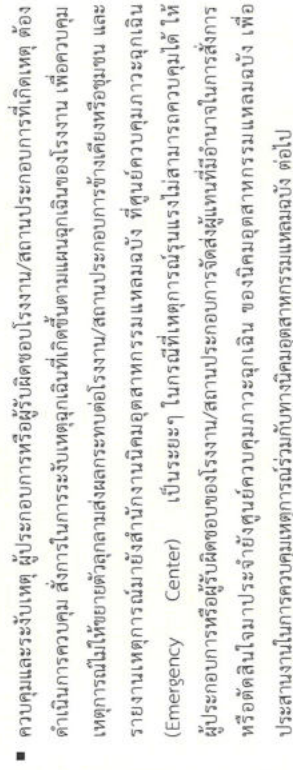 ▪ ควบคุมและระงับเหตุ ผู้ประกอบการหรือผู้รับผิดชอบโรงงาน/สถานประกอบการที่เกิดเหตุ ต้อง
ดำเนินการควบคุม สั่งการในการระงับเหตุฉุกเฉินที่เกิดขึ้นตามแผนฉุกเฉินของโรงงาน เพื่อควบคุม
เหตุการณ์ไม่ให้ขยายตัวลุกลามส่งผลกระทบต่อโรงงาน/สถานประกอบการข้างเคียงหรือชุมชน และ
รายงานเหตุการณ์มายังสำนักงานนิคมอุตสาหกรรมแหลมฉบัง ที่ศูนย์ควบคุมภาวะฉุกเฉิน
(Emergency Center) เป็นระยะๆ ในกรณีที่เหตุการณ์รุนแรงไม่สามารถควบคุมได้ ให้
ผู้ประกอบการหรือผู้รับผิดชอบของโรงงาน/สถานประกอบการจัดส่งผู้แทนที่มีอำนาจในการสั่งการ
หรือตัดสินใจมาประจำยังศูนย์ควบคุมภาวะฉุกเฉิน ของนิคมอุตสาหกรรมแหลมฉบัง เพื่อ
ประสานงานในการควบคุมเหตุการณ์ร่วมกับทางนิคมอุตสาหกรรมแหลมฉบัง ต่อไป